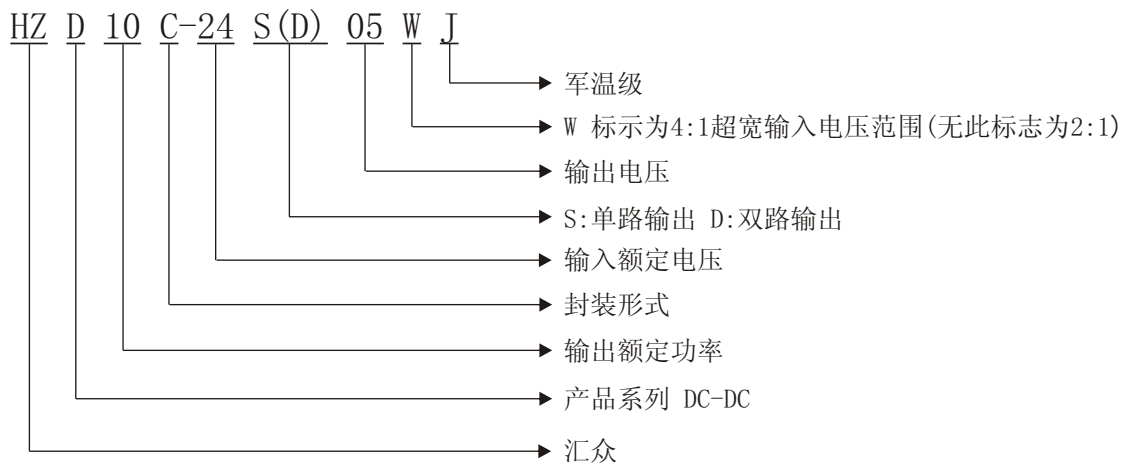 HZ D 10 C-24 S(D) 05 W J
军温级
W 标示为4:1超宽输入电压范围(无此标志为2:1)
输出电压
S:单路输出 D:双路输出
输入额定电压
封装形式
输出额定功率
产品系列 DC-DC
汇众